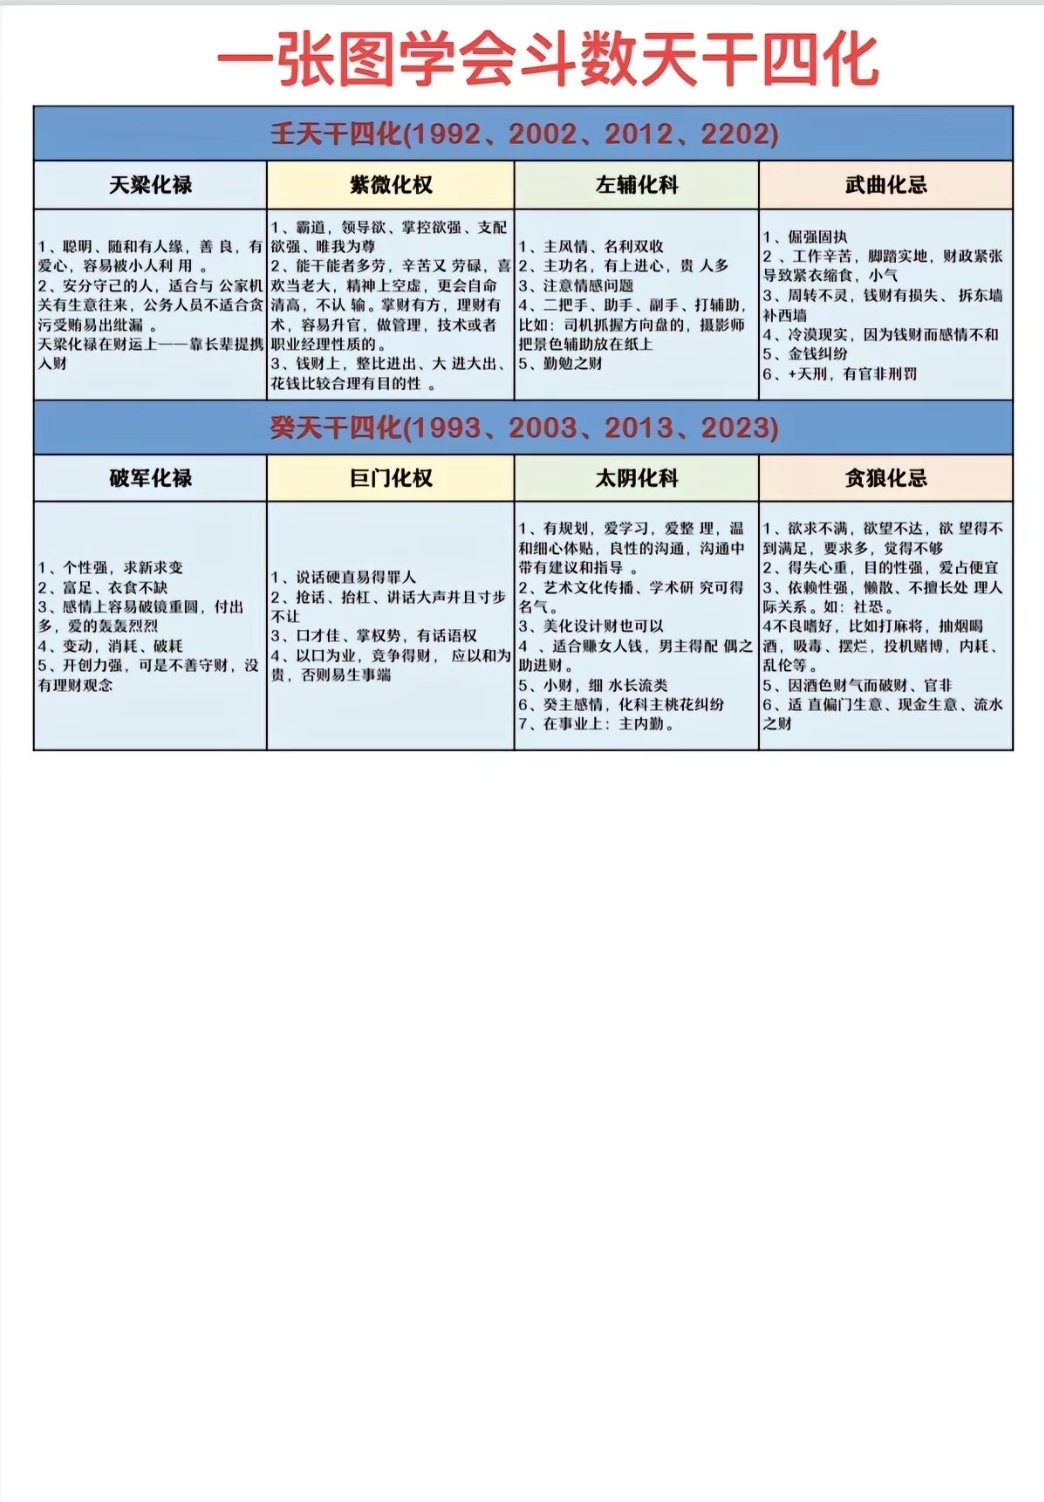 一张图学会斗数天干四化
壬天干四化(1992、2002、2012、2202)
天梁化禄
紫微化权
左辅化科
武曲化忌
1、聪明、随和有人缘，善 良，有
爱心，容易被小人利 用 。
2、安分守己的人，适合与 公家机
关有生意往来，公务人员不适合贪
污受贿易出纰漏 。
天梁化禄在财运上——靠长辈提携
入财
1、霸道，领导欲、掌控欲强、支配
欲强、唯我为尊
2、能干能者多劳，辛苦又 劳碌，喜
欢当老大，精神上空虚，更会自命
清高，不认 输。掌财有方，理财有
术，容易升官，做管理，技术或者
职业经理性质的。
3、钱财上，整比进出、大 进大出、
花钱比较合理有目的性 。
1、主风情、名利双收
2、主功名，有上进心，贵 人多
3、注意情感问题
4、二把手、助手、副手、打辅助，
比如：司机抓握方向盘的，摄影师
把景色辅助放在纸上
5、勤勉之财
1、倔强固执
2 、工作辛苦，脚踏实地，财政紧张
导致紧衣缩食，小气
3、周转不灵，钱财有损失、 拆东墙
补西墙
4、冷漠现实，因为钱财而感情不和
5、金钱纠纷
6、+天刑，有官非刑罚
癸天干四化(1993、2003、2013、2023)
破军化禄
巨门化权
太阴化科
贪狼化忌
1、个性强，求新求变
2、富足、衣食不缺
3、感情上容易破镜重圆，付出
多，爱的轰轰烈烈
4、变动，消耗、破耗
5、开创力强，可是不善守财，没
有理财观念
1、说话硬直易得罪人
2、抢话、抬杠、讲话大声井且寸步
不让
3、口才佳、掌权势，有话语权
4、以口为业，竞争得财， 应以和为
贵，否则易生事端
1、有规划，爱学习，爱整 理，温
和细心体贴，良性的沟通，沟通中
带有建议和指导 。
2、艺术文化传播、学术研 究可得
名气。
3、美化设计财也可以
4 、适合赚女人钱，男主得配 偶之
助进财。
5、小财，细 水长流类
6、癸主感情，化科主桃花纠纷
7、在事业上：主内勤。
1、欲求不满，欲望不达，欲 望得不
到满足，要求多，觉得不够
2、得失心重，目的性强，爱占便宜
3、依赖性强，懒散、不擅长处 理人
际关系。如：社恐。
4不良嗜好，比如打麻将，抽烟喝
酒，吸毒、摆烂，投机赌博，内耗、
乱伦等。
5、因酒色财气而破财、官非
6、适 直偏门生意、现金生意、流水
之财